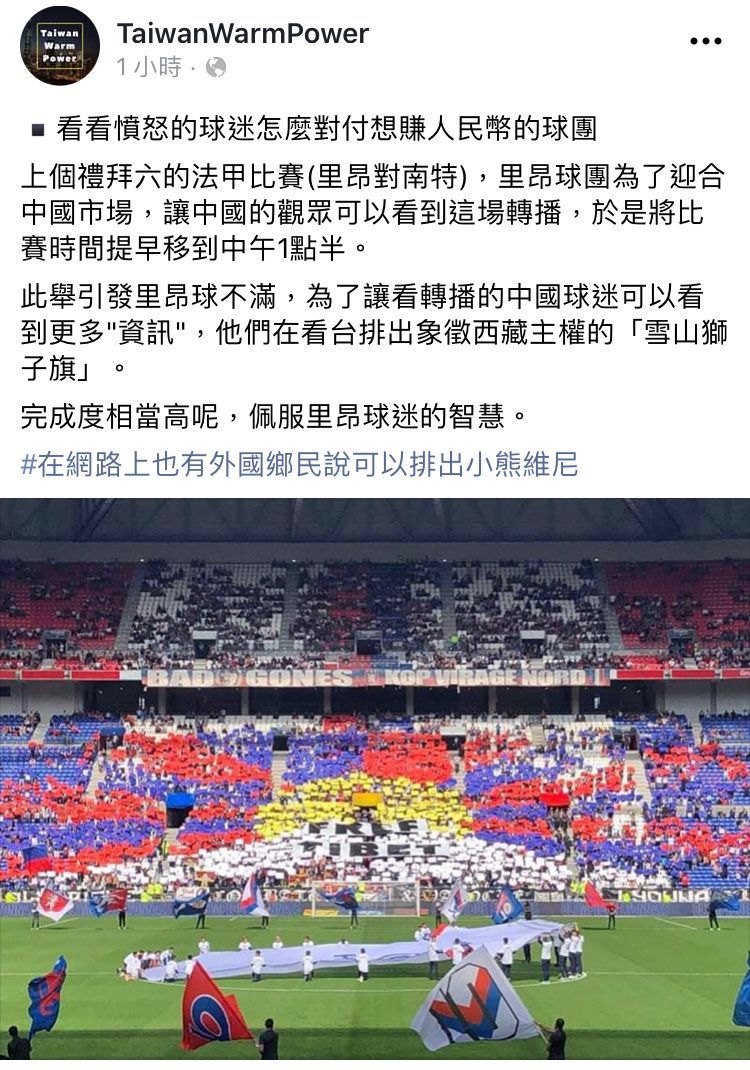 Taiwan
Warm
Power
TaiwanWarmPower
1 小時
▪看看憤怒的球迷怎麼對付想賺人民幣的球團
上個禮拜六的法甲比賽(里昂對南特)，里昂球團為了迎合
中國市場，讓中國的觀眾可以看到這場轉播，於是將比
賽時間提早移到中午1點半。
此舉引發里昂球不滿，為了讓看轉播的中國球迷可以看
到更多"資訊"，他們在看台排出象徵西藏主權的「雪山獅
子旗」。
完成度相當高呢，佩服里昂球迷的智慧。
#在網路上也有外國鄉民說可以排出小熊維尼
BAD GONES KOP VIRAGE NORD
FREE
TIBET